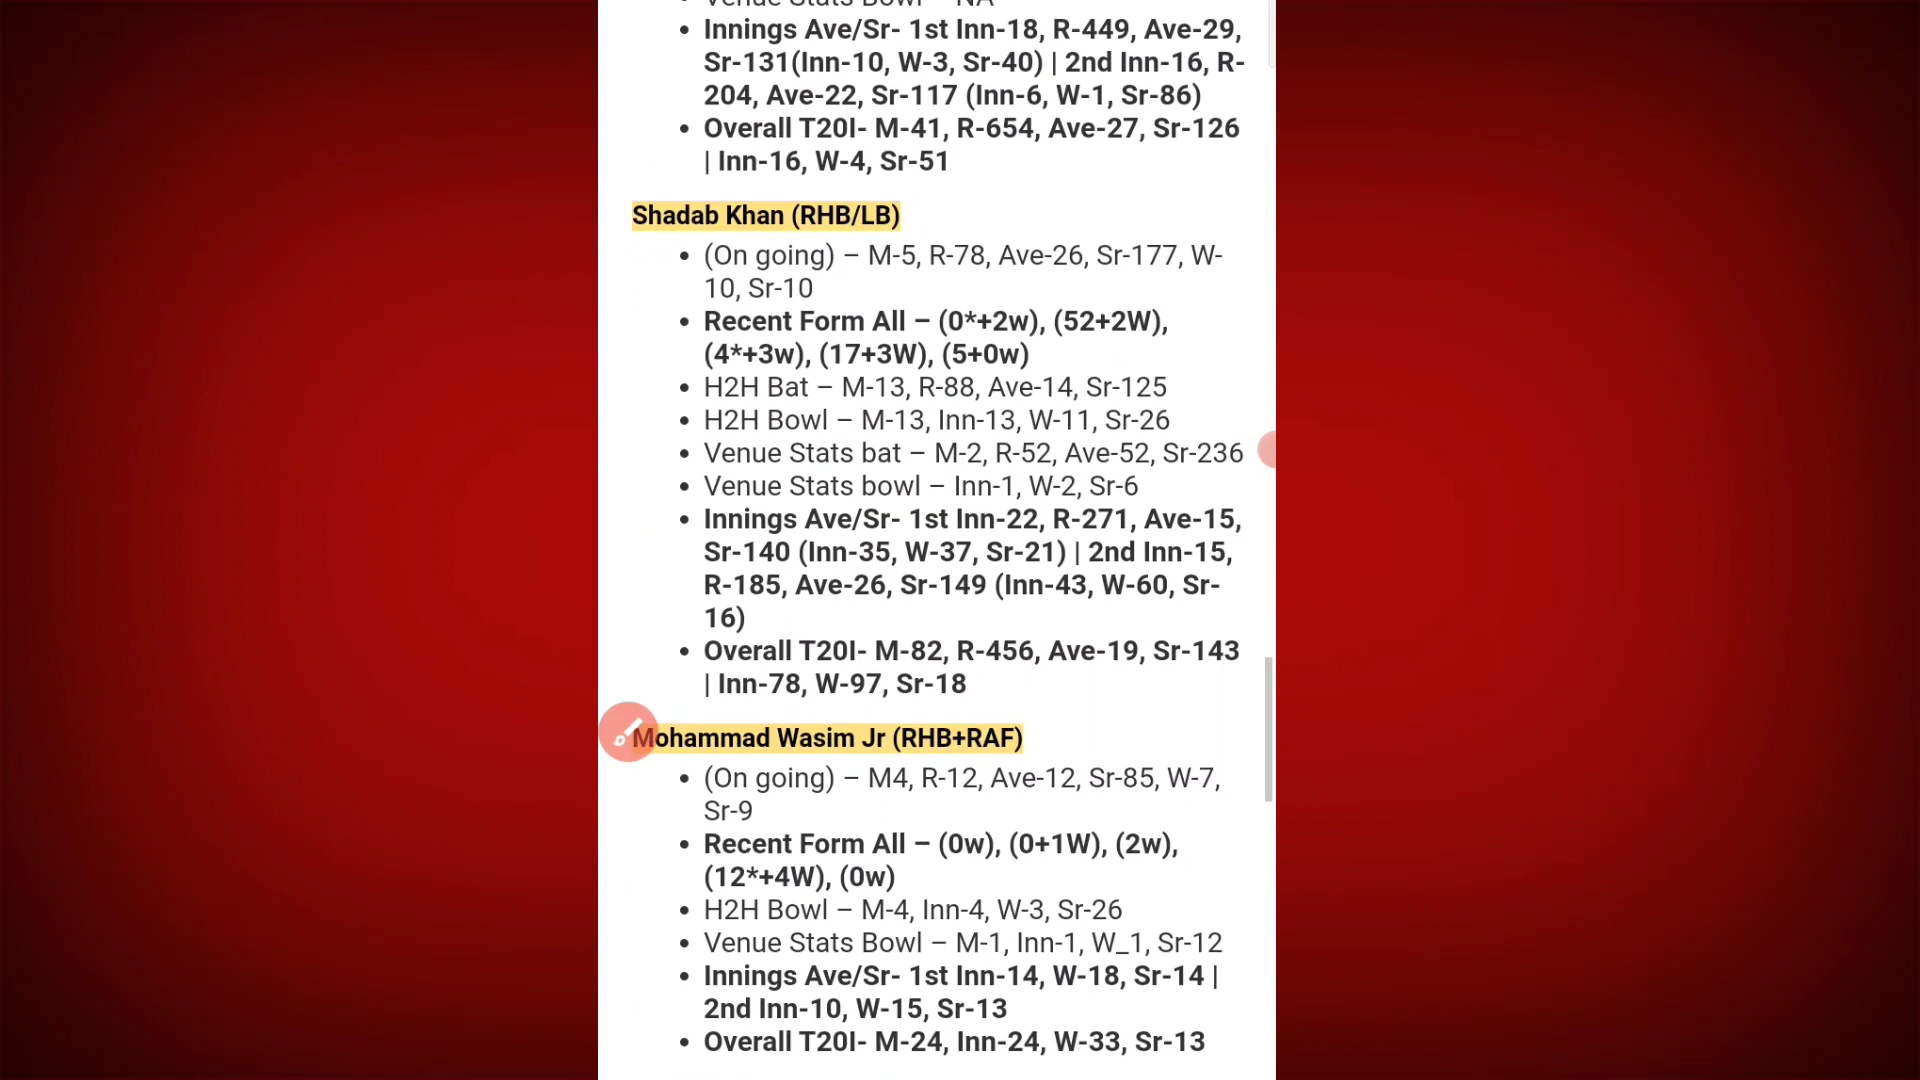 Venue Stats Bowl – NA
Innings Ave/Sr- 1st Inn-18, R-449, Ave-29,
Sr-131(Inn-10, W-3, Sr-40) | 2nd Inn-16, R-
204, Ave-22, Sr-117 (Inn-6, W-1, Sr-86)
Overall T20I- M-41, R-654, Ave-27, Sr-126
| Inn-16, W-4, Sr-51
Shadab Khan (RHB/LB)
(On going) – M-5, R-78, Ave-26, Sr-177, W-
10, Sr-10
Recent Form All – (0*+2w), (52+2W),
(4*+3w), (17+3W), (5+0w)
H2H Bat – M-13, R-88, Ave-14, Sr-125
H2H Bowl – M-13, Inn-13, W-11, Sr-26
Venue Stats bat – M-2, R-52, Ave-52, Sr-236
Venue Stats bowl – Inn-1, W-2, Sr-6
Innings Ave/Sr- 1st Inn-22, R-271, Ave-15,
Sr-140 (Inn-35, W-37, Sr-21) | 2nd Inn-15,
R-185, Ave-26, Sr-149 (Inn-43, W-60, Sr-
16)
Overall T20I- M-82, R-456, Ave-19, Sr-143
| Inn-78, W-97, Sr-18
Mohammad Wasim Jr (RHB+RAF)
(On going) – M4, R-12, Ave-12, Sr-85, W-7,
Sr-9
Recent Form All – (0w), (0+1W), (2w),
(12*+4W), (0w)
H2H Bowl – M-4, Inn-4, W-3, Sr-26
Venue Stats Bowl – M-1, Inn-1, W_1, Sr-12
Innings Ave/Sr- 1st Inn-14, W-18, Sr-14 |
2nd Inn-10, W-15, Sr-13
Overall T20I- M-24, Inn-24, W-33, Sr-13